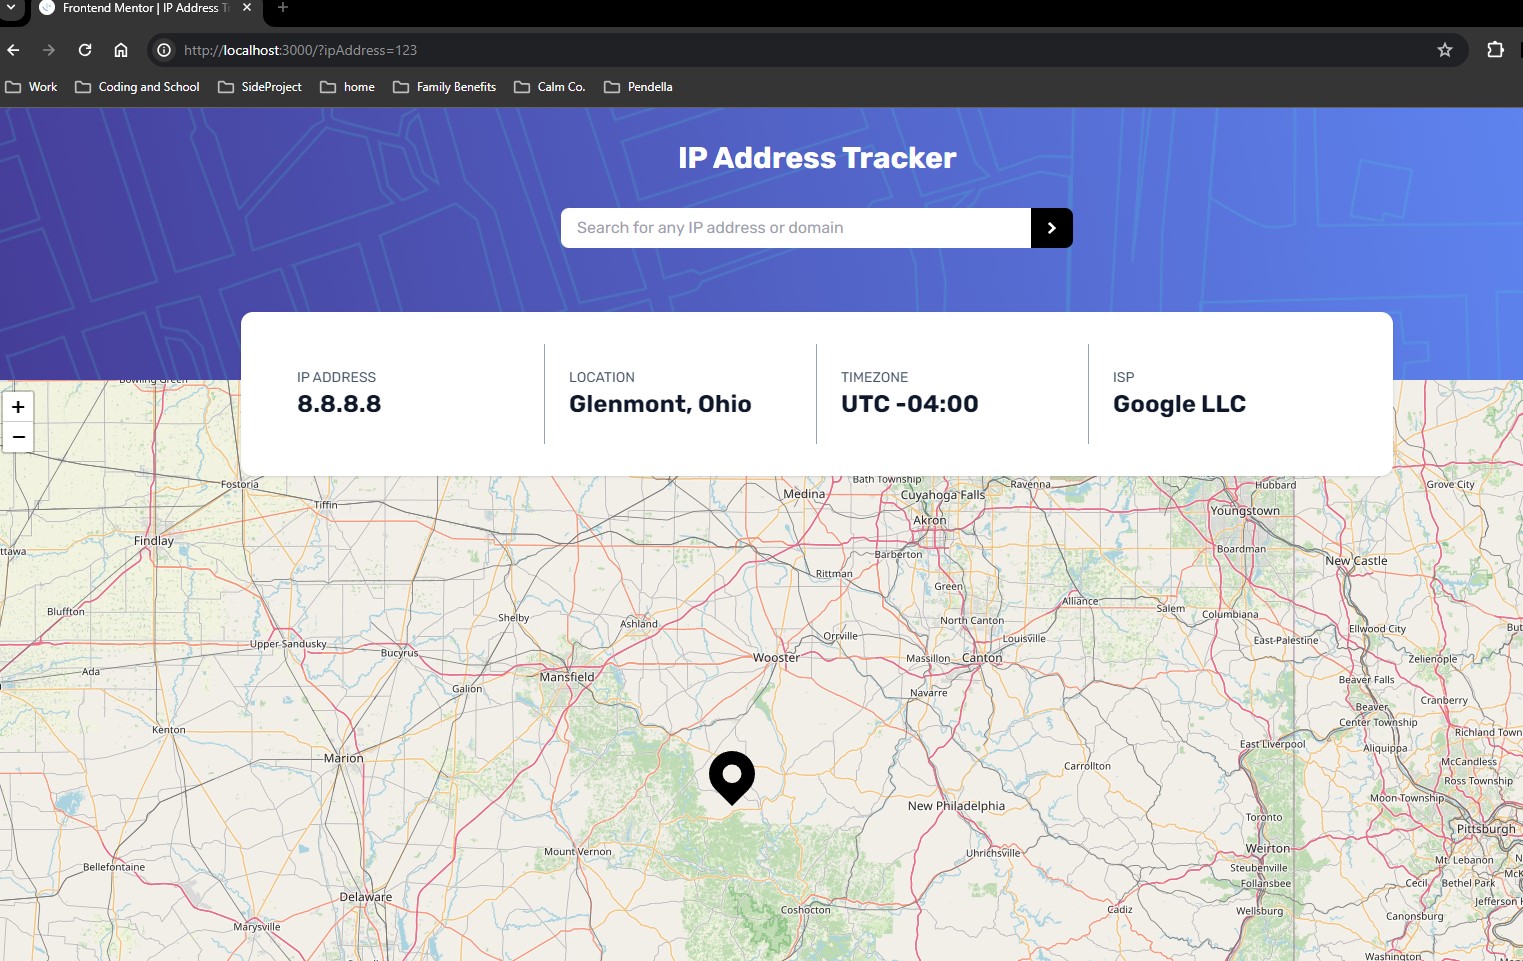 Frontend Mentor | IP Address T
http://localhost:3000/?ipAddress=123
Work Coding and School SideProject home Family Benefits Calm Co. Pendella
IP Address Tracker
Search for any IP address or domain
IP ADDRESS
8.8.8.8
LOCATION
Glenmont, Ohio
TIMEZONE
UTC -04:00
ISP
Google LLC
+
−
Bowling Green
Fostoria
Tiffin
Medina
Bath Township
Cuyahoga Falls
Ravenna
Hubbard
Grove City
Youngstown
Akron
Findlay
ttawa
Barberton
Boardman
New Castle
Rittman
Green
Bluffton
Shelby
Ashland
North Canton
Alliance
Salem
Columbiana
Ellwood City
But
Upper Sandusky
Bucyrus
Orrville
Louisville
East Palestine
Wooster
Massillon
Canton
Zelienople
Ada
Mansfield
Galion
Navarre
Beaver Falls
Cranberry
Beaver
Center Township
Kenton
East Liverpool
Aliquippa
Richland Town
Marion
Carrollton
McCandless
Ross Township
Moon Township
New Philadelphia
Toronto
Pittsburgh
Mount Vernon
Uhrichsville
Weirton
Mt. Lebanon
Bellefontaine
Steubenville
McK
Follansbee
Cecil
Bethel Park
Delaware
Jefferson H
Coshocton
Cadiz
Wellsburg
Canonsburg
Marysville
Washington